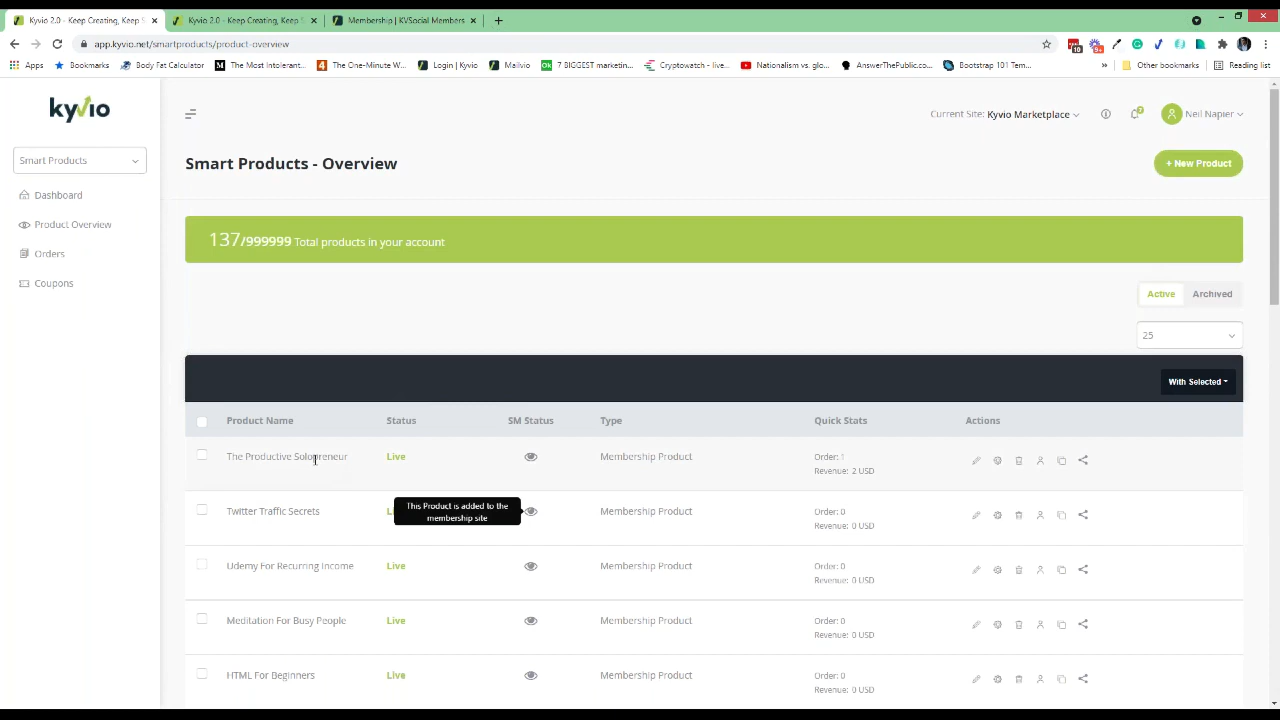 Kyvio 2.0 - Keep Creating, Keep S
Kyvio 2.0 - Keep Creating, Keep S
Membership | KVSocial Members
app.kyvio.net/smartproducts/product-overview
10
9+
Apps
Bookmarks
Body Fat Calculator
The Most Intolerant...
The One-Minute W...
Login | Kyvio
Mailvio
7 BIGGEST marketin...
Cryptowatch - live...
Nationalism vs. glo...
AnswerThePublic.co...
Bootstrap 101 Tem...
Other bookmarks
Reading list
kyvio
Current Site: Kyvio Marketplace
Neil Napier
Smart Products
Smart Products - Overview
+ New Product
Dashboard
Product Overview
Orders
Coupons
137/999999 Total products in your account
Active
Archived
25
With Selected
Product Name
Status
SM Status
Type
Quick Stats
Actions
The Productive Solopreneur
Live
Membership Product
Order: 1
Revenue: 2 USD
Twitter Traffic Secrets
This Product is added to the
membership site
Membership Product
Order: 0
Revenue: 0 USD
Udemy For Recurring Income
Live
Membership Product
Order: 0
Revenue: 0 USD
Meditation For Busy People
Live
Membership Product
Order: 0
Revenue: 0 USD
HTML For Beginners
Live
Membership Product
Order: 0
Revenue: 0 USD